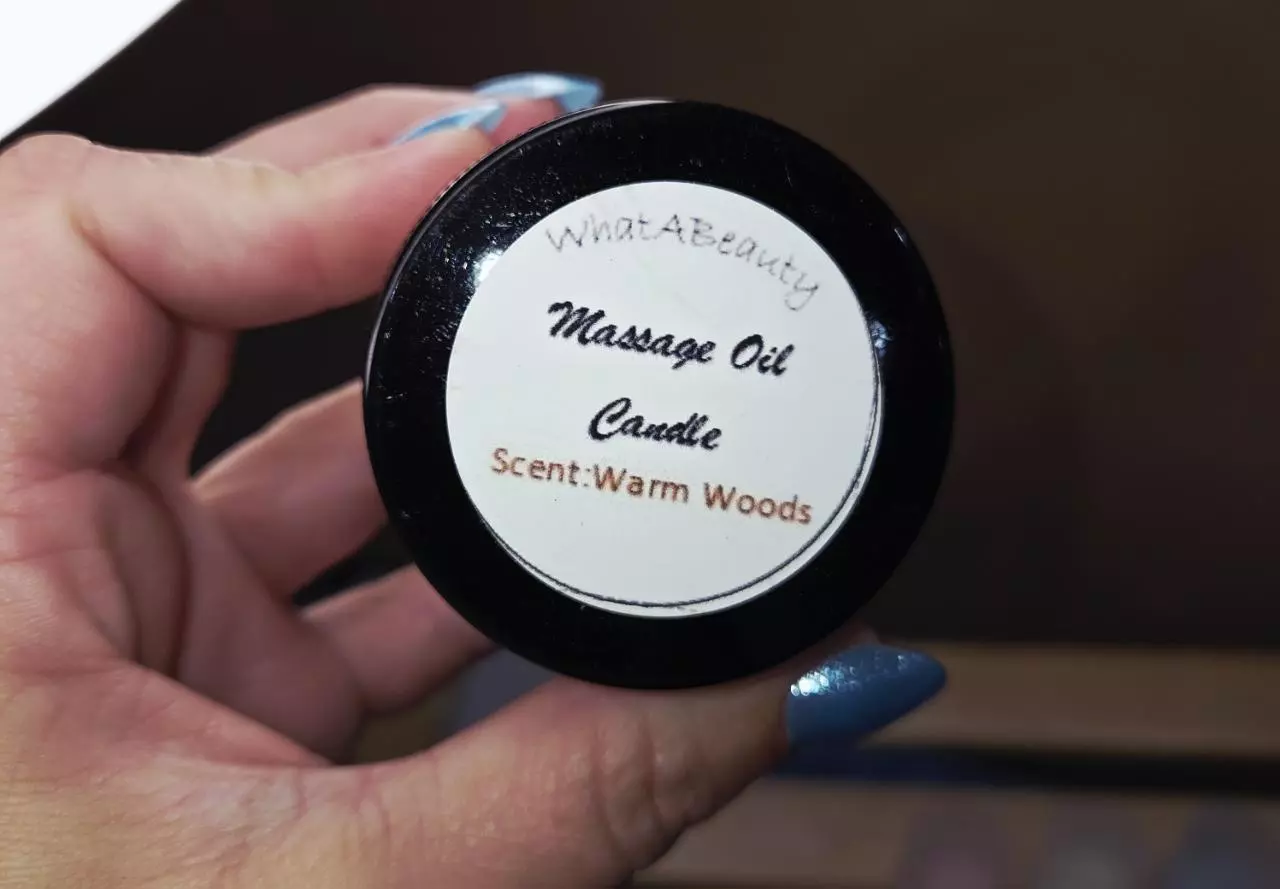 WhatABeauty
Massage Oil
Candle
Scent:Warm Woods